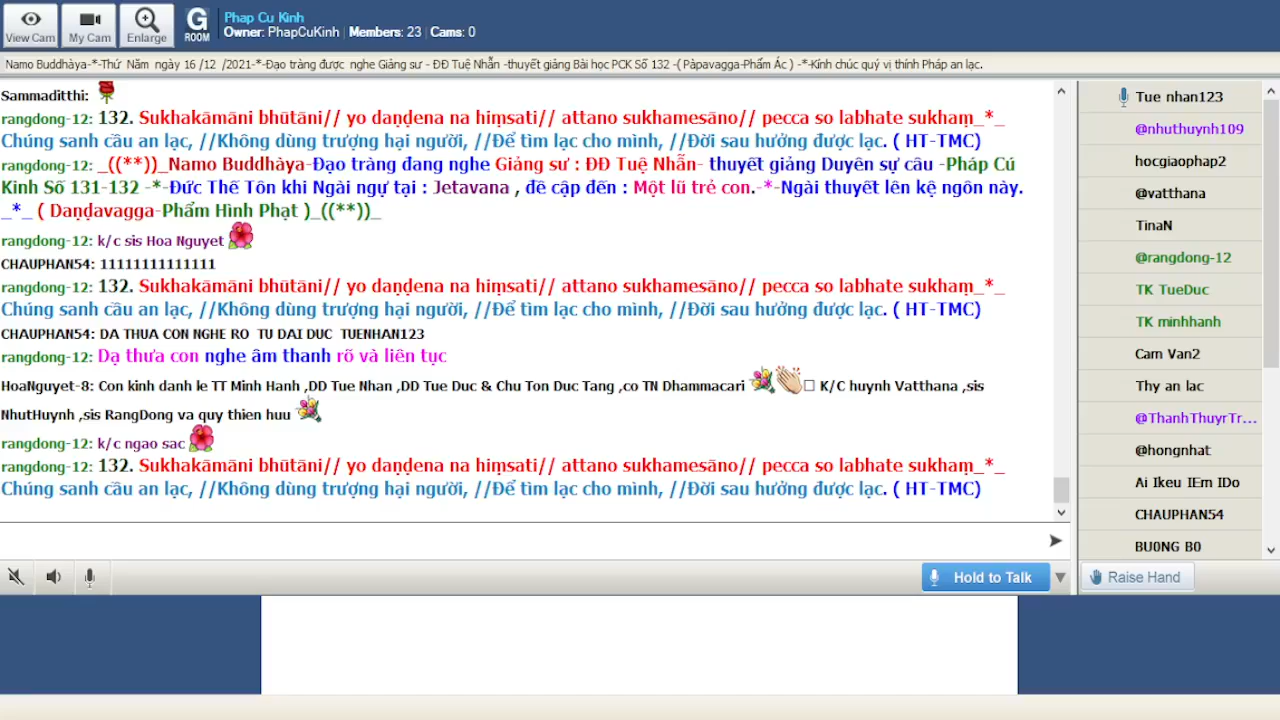 View Cam
My Cam
Enlarge
G
ROOM
Phap Cu Kinh
Owner: PhapCuKinh | Members: 23 | Cams: 0
Namo Buddhàya-*-Thứ Năm ngày 16 /12 /2021-*-Đạo tràng được nghe Giảng sư - ĐĐ Tuệ Nhẫn -thuyết giảng Bài học PCK Số 132 -( Pàpavagga-Phẩm Ác ) -*-Kính chúc quý vị thính Pháp an lạc.
Sammaditthi:
rangdong-12: 132. Sukhakāmāni bhūtāni// yo daṇḍena na hiṃsati// attano sukhamesāno// pecca so labhate sukhaṃ_*_
Chúng sanh cầu an lạc, //Không dùng trượng hại người, //Để tìm lạc cho mình, //Đời sau hưởng được lạc. ( HT-TMC)
rangdong-12: _((**))_Namo Buddhàya-Đạo tràng đang nghe Giảng sư : ĐĐ Tuệ Nhẫn- thuyết giảng Duyên sự câu -Pháp Cú
Kinh Số 131-132 -*-Đức Thế Tôn khi Ngài ngự tại : Jetavana , đề cập đến : Một lũ trẻ con.-*-Ngài thuyết lên kệ ngôn này.
_*_ ( Daṇḍavagga-Phẩm Hình Phạt )_((**))_
rangdong-12: k/c sis Hoa Nguyet
CHAUPHAN54: 11111111111111
rangdong-12: 132. Sukhakāmāni bhūtāni// yo daṇḍena na hiṃsati// attano sukhamesāno// pecca so labhate sukhaṃ_*_
Chúng sanh cầu an lạc, //Không dùng trượng hại người, //Để tìm lạc cho mình, //Đời sau hưởng được lạc. ( HT-TMC)
CHAUPHAN54: DA THUA CON NGHE RO TU DAI DUC TUENHAN123
rangdong-12: Dạ thưa con nghe âm thanh rõ và liên tục
HoaNguyet-8: Con kinh danh le TT Minh Hanh ,DD Tue Nhan ,DD Tue Duc & Chu Ton Duc Tang ,co TN Dhammacari K/C huynh Vatthana ,sis
NhutHuynh ,sis RangDong va quy thien huu
rangdong-12: k/c ngao sac
rangdong-12: 132. Sukhakāmāni bhūtāni// yo daṇḍena na hiṃsati// attano sukhamesāno// pecca so labhate sukhaṃ_*_
Chúng sanh cầu an lạc, //Không dùng trượng hại người, //Để tìm lạc cho mình, //Đời sau hưởng được lạc. ( HT-TMC)
Hold to Talk
Tue nhan123
@nhuthuynh109
hocgiaophap2
@vatthana
TinaN
@rangdong-12
TK TueDuc
TK minhhanh
Cam Van2
Thy an lac
@ThanhThuyrTr...
@hongnhat
Ai Ikeu IEm IDo
CHAUPHAN54
BU0NG B0
Raise Hand